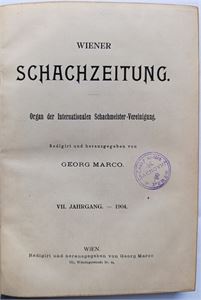 WIENER
SCHACHZEITUNG.
Organ der Internationalen Schachmeister-Vereinigung.
Redigirt und herausgegeben von
GEORG MARCO.
VII. JAHRGANG. — 1904.
WIEN.
Redigirt und herausgegeben von Georg Marco